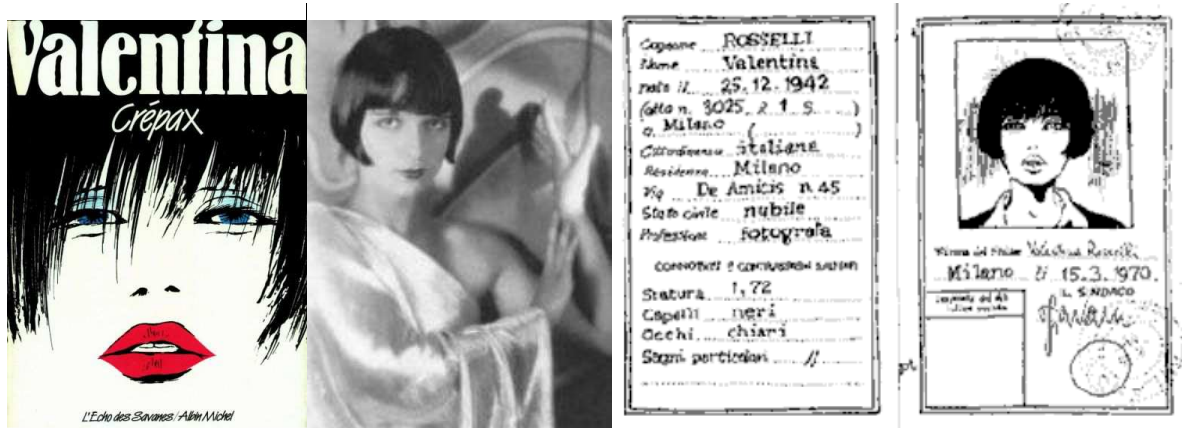 Valentina
Crépax
L'Echo des Savanes/Albin Michel
Cognome ROSSELLI
Nome Valentina
nata il 25.12.1942
(atto n. 3025 1 S. )
a Milano ( )
Cittadinanza italiana
Residenza Milano
Via De Amicis n. 45
Stato civile nubile
Professione fotografa
CONNOTATI E CONTRASSEGNI SALIENTI
Statura 1,72
Capelli neri
Occhi chiari
Segni particolari //
Firma del titolare Valentina Rosselli
Milano li 15.3.1970.
IL SINDACO